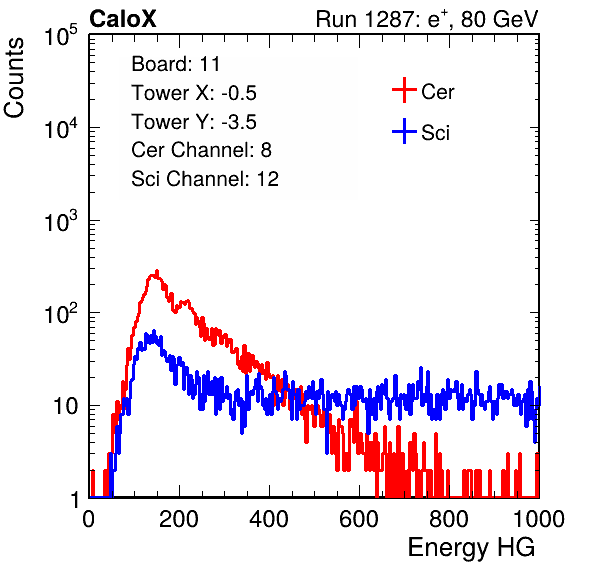 CaloX Run 1287: e+, 80 GeV
Counts
Board: 11
Tower X: -0.5
Tower Y: -3.5
Cer Channel: 8
Sci Channel: 12
Cer
Sci
10^5
10^4
10^3
10^2
10
1
0 200 400 600 800 1000
Energy HG